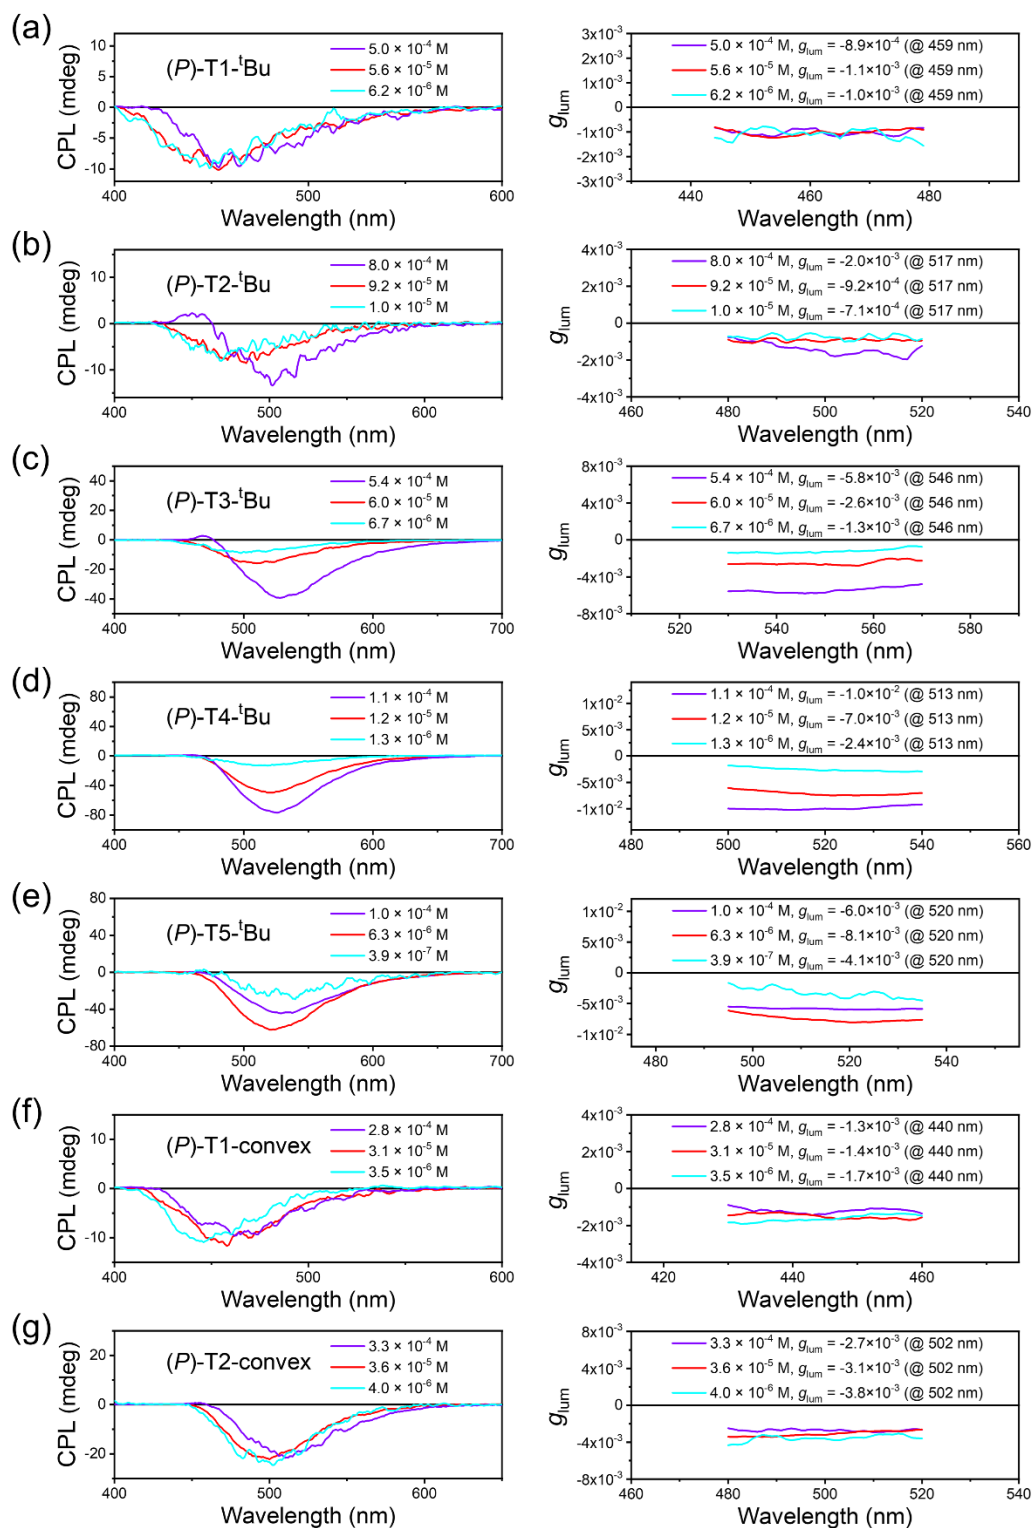 (a)
(P)-T1-ᵗBu
5.0 × 10⁻⁴ M
5.6 × 10⁻⁵ M
6.2 × 10⁻⁶ M
CPL (mdeg)
10
0
-10
400 500 600
Wavelength (nm)
5.0 × 10⁻⁴ M, g_lum = -8.9×10⁻⁴ (@ 459 nm)
5.6 × 10⁻⁵ M, g_lum = -1.1×10⁻³ (@ 459 nm)
6.2 × 10⁻⁶ M, g_lum = -1.0×10⁻³ (@ 459 nm)
g_lum
3x10⁻³
2x10⁻³
1x10⁻³
0
-1x10⁻³
-2x10⁻³
-3x10⁻³
440 460 480
Wavelength (nm)
(b)
(P)-T2-ᵗBu
8.0 × 10⁻⁴ M
9.2 × 10⁻⁵ M
1.0 × 10⁻⁵ M
CPL (mdeg)
10
0
-10
400 500 600
Wavelength (nm)
8.0 × 10⁻⁴ M, g_lum = -2.0×10⁻³ (@ 517 nm)
9.2 × 10⁻⁵ M, g_lum = -9.2×10⁻⁴ (@ 517 nm)
1.0 × 10⁻⁵ M, g_lum = -7.1×10⁻⁴ (@ 517 nm)
g_lum
4x10⁻³
2x10⁻³
0
-2x10⁻³
-4x10⁻³
460 480 500 520 540
Wavelength (nm)
(c)
(P)-T3-ᵗBu
5.4 × 10⁻⁴ M
6.0 × 10⁻⁵ M
6.7 × 10⁻⁶ M
CPL (mdeg)
40
20
0
-20
-40
400 500 600 700
Wavelength (nm)
5.4 × 10⁻⁴ M, g_lum = -5.8×10⁻³ (@ 546 nm)
6.0 × 10⁻⁵ M, g_lum = -2.6×10⁻³ (@ 546 nm)
6.7 × 10⁻⁶ M, g_lum = -1.3×10⁻³ (@ 546 nm)
g_lum
8x10⁻³
4x10⁻³
0
-4x10⁻³
-8x10⁻³
520 540 560 580
Wavelength (nm)
(d)
(P)-T4-ᵗBu
1.1 × 10⁻⁴ M
1.2 × 10⁻⁵ M
1.3 × 10⁻⁶ M
CPL (mdeg)
80
40
0
-40
-80
400 500 600 700
Wavelength (nm)
1.1 × 10⁻⁴ M, g_lum = -1.0×10⁻² (@ 513 nm)
1.2 × 10⁻⁵ M, g_lum = -7.0×10⁻³ (@ 513 nm)
1.3 × 10⁻⁶ M, g_lum = -2.4×10⁻³ (@ 513 nm)
g_lum
1x10⁻²
5x10⁻³
0
-5x10⁻³
-1x10⁻²
480 500 520 540 560
Wavelength (nm)
(e)
(P)-T5-ᵗBu
1.0 × 10⁻⁴ M
6.3 × 10⁻⁶ M
3.9 × 10⁻⁷ M
CPL (mdeg)
80
40
0
-40
-80
400 500 600 700
Wavelength (nm)
1.0 × 10⁻⁴ M, g_lum = -6.0×10⁻³ (@ 520 nm)
6.3 × 10⁻⁶ M, g_lum = -8.1×10⁻³ (@ 520 nm)
3.9 × 10⁻⁷ M, g_lum = -4.1×10⁻³ (@ 520 nm)
g_lum
1x10⁻²
5x10⁻³
0
-5x10⁻³
-1x10⁻²
480 500 520 540
Wavelength (nm)
(f)
(P)-T1-convex
2.8 × 10⁻⁴ M
3.1 × 10⁻⁵ M
3.5 × 10⁻⁶ M
CPL (mdeg)
10
0
-10
400 500 600
Wavelength (nm)
2.8 × 10⁻⁴ M, g_lum = -1.3×10⁻³ (@ 440 nm)
3.1 × 10⁻⁵ M, g_lum = -1.4×10⁻³ (@ 440 nm)
3.5 × 10⁻⁶ M, g_lum = -1.7×10⁻³ (@ 440 nm)
g_lum
4x10⁻³
2x10⁻³
0
-2x10⁻³
-4x10⁻³
420 440 460
Wavelength (nm)
(g)
(P)-T2-convex
3.3 × 10⁻⁴ M
3.6 × 10⁻⁵ M
4.0 × 10⁻⁶ M
CPL (mdeg)
20
0
-20
400 500 600
Wavelength (nm)
3.3 × 10⁻⁴ M, g_lum = -2.7×10⁻³ (@ 502 nm)
3.6 × 10⁻⁵ M, g_lum = -3.1×10⁻³ (@ 502 nm)
4.0 × 10⁻⁶ M, g_lum = -3.8×10⁻³ (@ 502 nm)
g_lum
8x10⁻³
4x10⁻³
0
-4x10⁻³
-8x10⁻³
460 480 500 520 540
Wavelength (nm)